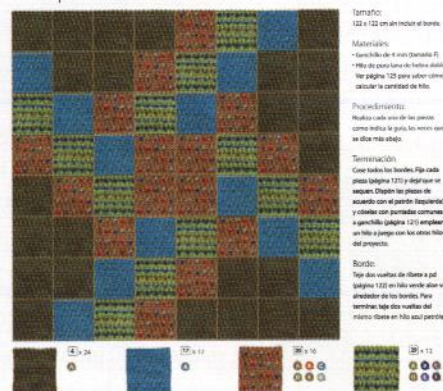 Tamaño:
122 x 122 cm sin incluir el borde.
Materiales:
• Ganchillo de 4 mm (tamaño F)
• Hilo de pura lana de hebra doble.
Ver página 125 para saber cómo
calcular la cantidad de hilo.
Procedimiento:
Realiza cada una de las piezas
como indica la guía, las veces que
se dice más abajo.
Terminación
Cose todos los bordes. Fija cada
pieza (página 121) y deja que se
sequen. Dispón las piezas de
acuerdo con el patrón (izquierda)
y cóselas con puntadas comunes
a ganchillo (página 121)
un hilo a juego con los otros hilos
del proyecto.
Borde:
Teje dos vueltas de ribete a pd
(página 122) en hilo verde aloe
alrededor de los bordes. Para
terminar, teje dos vueltas del
mismo ribete en hilo azul petróleo
4 x 24
x 12
x 16
x 12